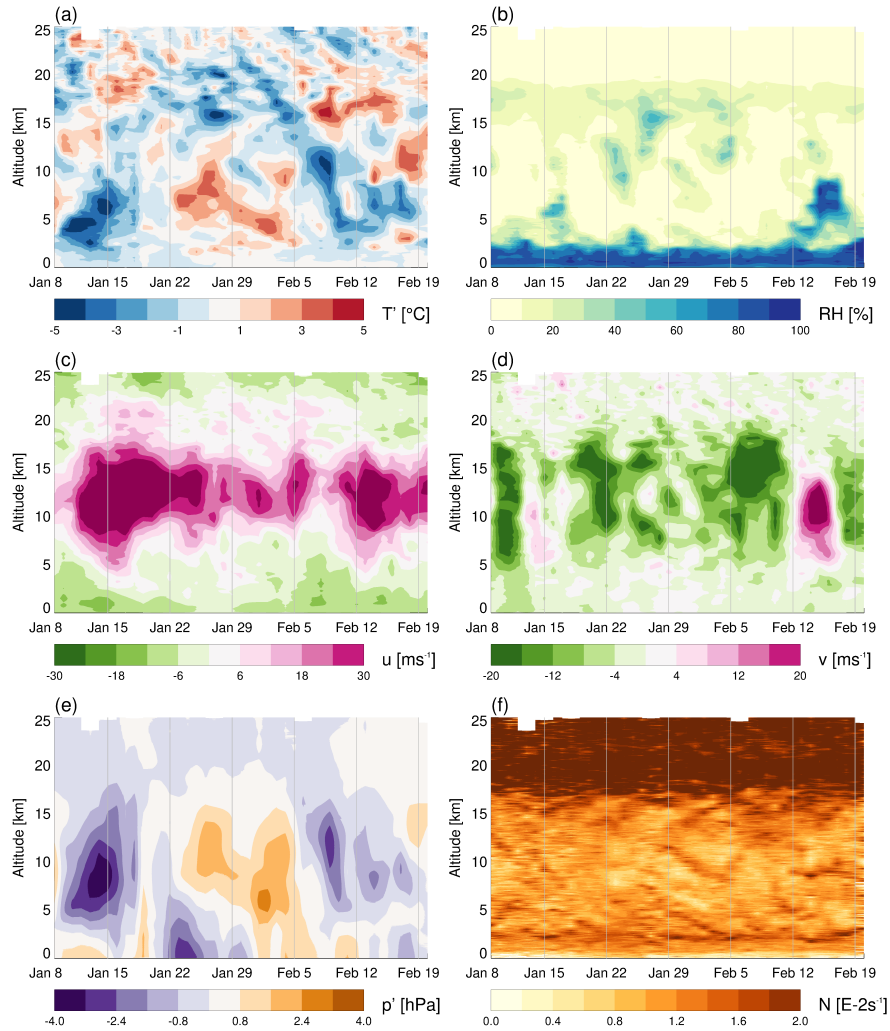 (a)
(b)
25
20
15
10
5
0
Altitude [km]
Jan 8 Jan 15 Jan 22 Jan 29 Feb 5 Feb 12 Feb 19
-5 -3 -1 1 3 5
T' [°C]
25
20
15
10
5
0
Altitude [km]
Jan 8 Jan 15 Jan 22 Jan 29 Feb 5 Feb 12 Feb 19
0 20 40 60 80 100
RH [%]
(c)
(d)
25
20
15
10
5
0
Altitude [km]
Jan 8 Jan 15 Jan 22 Jan 29 Feb 5 Feb 12 Feb 19
-30 -18 -6 6 18 30
u [ms⁻¹]
25
20
15
10
5
0
Altitude [km]
Jan 8 Jan 15 Jan 22 Jan 29 Feb 5 Feb 12 Feb 19
-20 -12 -4 4 12 20
v [ms⁻¹]
(e)
(f)
25
20
15
10
5
0
Altitude [km]
Jan 8 Jan 15 Jan 22 Jan 29 Feb 5 Feb 12 Feb 19
-4.0 -2.4 -0.8 0.8 2.4 4.0
p' [hPa]
25
20
15
10
5
0
Altitude [km]
Jan 8 Jan 15 Jan 22 Jan 29 Feb 5 Feb 12 Feb 19
0.0 0.4 0.8 1.2 1.6 2.0
N [E-2s⁻¹]